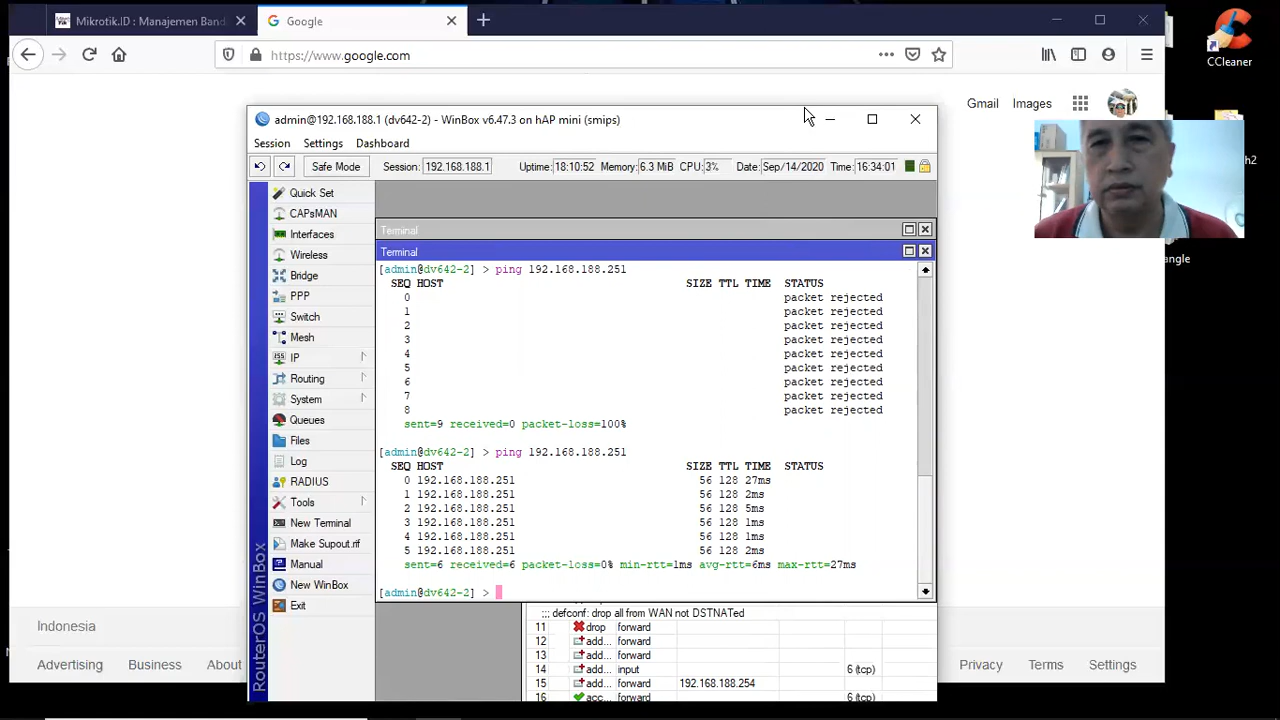 Mikrotik.ID : Manajemen Band
Google
https://www.google.com
CCleaner
Gmail Images
admin@192.168.188.1 (dv642-2) - WinBox v6.47.3 on hAP mini (smips)
Session Settings Dashboard
Safe Mode Session: 192.168.188.1 Uptime: 18:10:52 Memory: 6.3 MiB CPU: 3% Date: Sep/14/2020 Time: 16:34:01
Quick Set
CAPsMAN
Interfaces
Wireless
Bridge
PPP
Switch
Mesh
IP
Routing
System
Queues
Files
Log
RADIUS
Tools
New Terminal
Make Supout.rif
Manual
New WinBox
Exit
RouterOS WinBox
Terminal
Terminal
[admin@dv642-2] > ping 192.168.188.251
SEQ HOST SIZE TTL TIME STATUS
0 packet rejected
1 packet rejected
2 packet rejected
3 packet rejected
4 packet rejected
5 packet rejected
6 packet rejected
7 packet rejected
8 packet rejected
sent=9 received=0 packet-loss=100%
[admin@dv642-2] > ping 192.168.188.251
SEQ HOST SIZE TTL TIME STATUS
0 192.168.188.251 56 128 27ms
1 192.168.188.251 56 128 2ms
2 192.168.188.251 56 128 5ms
3 192.168.188.251 56 128 1ms
4 192.168.188.251 56 128 1ms
5 192.168.188.251 56 128 2ms
sent=6 received=6 packet-loss=0% min-rtt=1ms avg-rtt=6ms max-rtt=27ms
[admin@dv642-2] >
;;; defconf: drop all from WAN not DSTNATed
11 drop forward
12 add... forward
13 add... forward
14 add... input 6 (tcp)
15 add... forward 192.168.188.254
16 acc... forward 6 (tcp)
Indonesia
Advertising Business About
Privacy Terms Settings